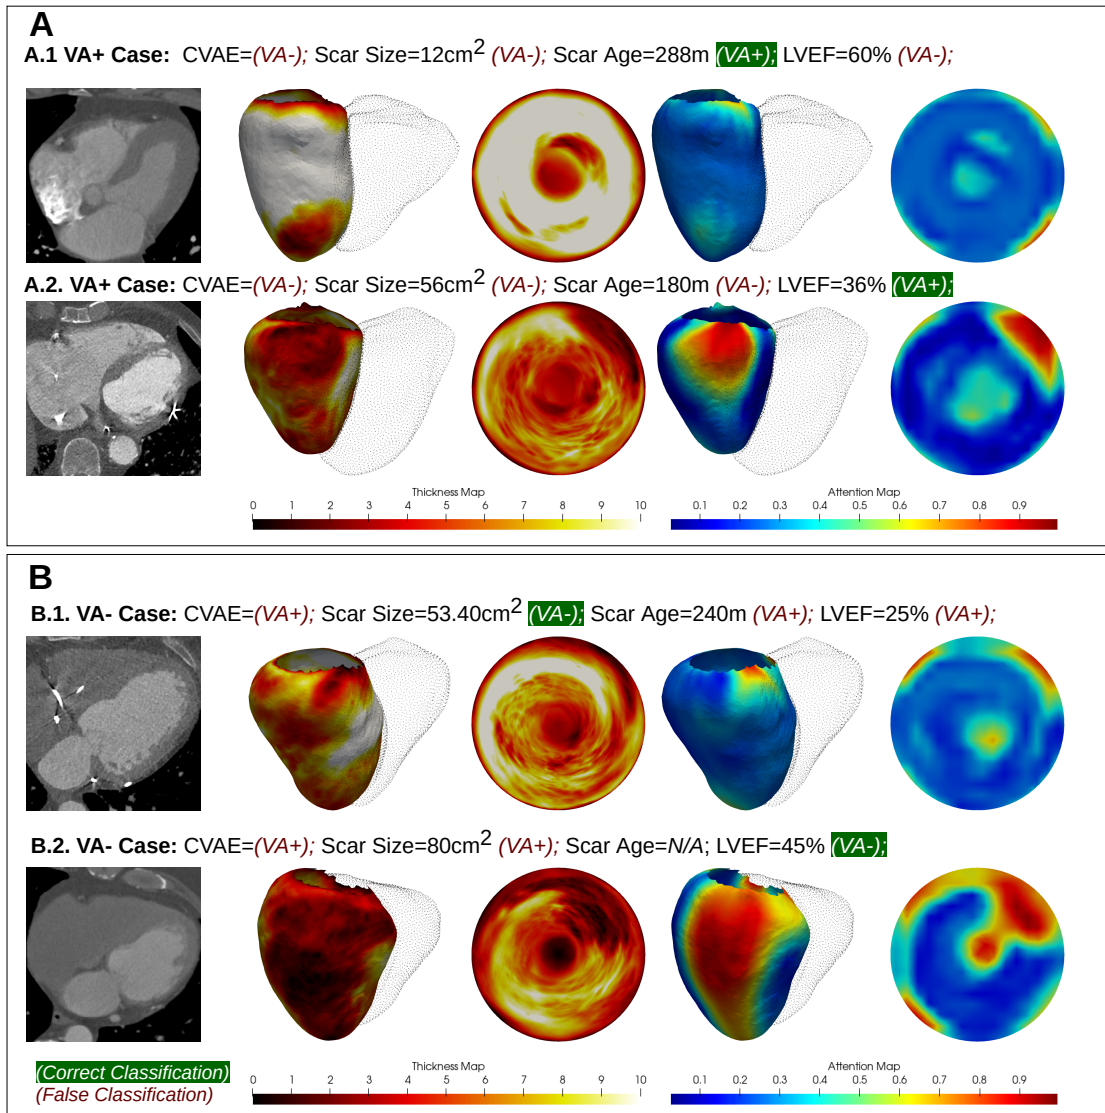 A
A.1 VA+ Case: CVAE=(VA-); Scar Size=12cm² (VA-); Scar Age=288m (VA+); LVEF=60% (VA-);
A.2. VA+ Case: CVAE=(VA-); Scar Size=56cm² (VA-); Scar Age=180m (VA-); LVEF=36% (VA+);
Thickness Map
0 1 2 3 4 5 6 7 8 9 10
Attention Map
0.1 0.2 0.3 0.4 0.5 0.6 0.7 0.8 0.9
B
B.1. VA- Case: CVAE=(VA+); Scar Size=53.40cm² (VA-); Scar Age=240m (VA+); LVEF=25% (VA+);
B.2. VA- Case: CVAE=(VA+); Scar Size=80cm² (VA+); Scar Age=N/A; LVEF=45% (VA-);
(Correct Classification)
(False Classification)
Thickness Map
0 2 4 6 8 10
Attention Map
0.1 0.2 0.3 0.4 0.5 0.6 0.7 0.8 0.9